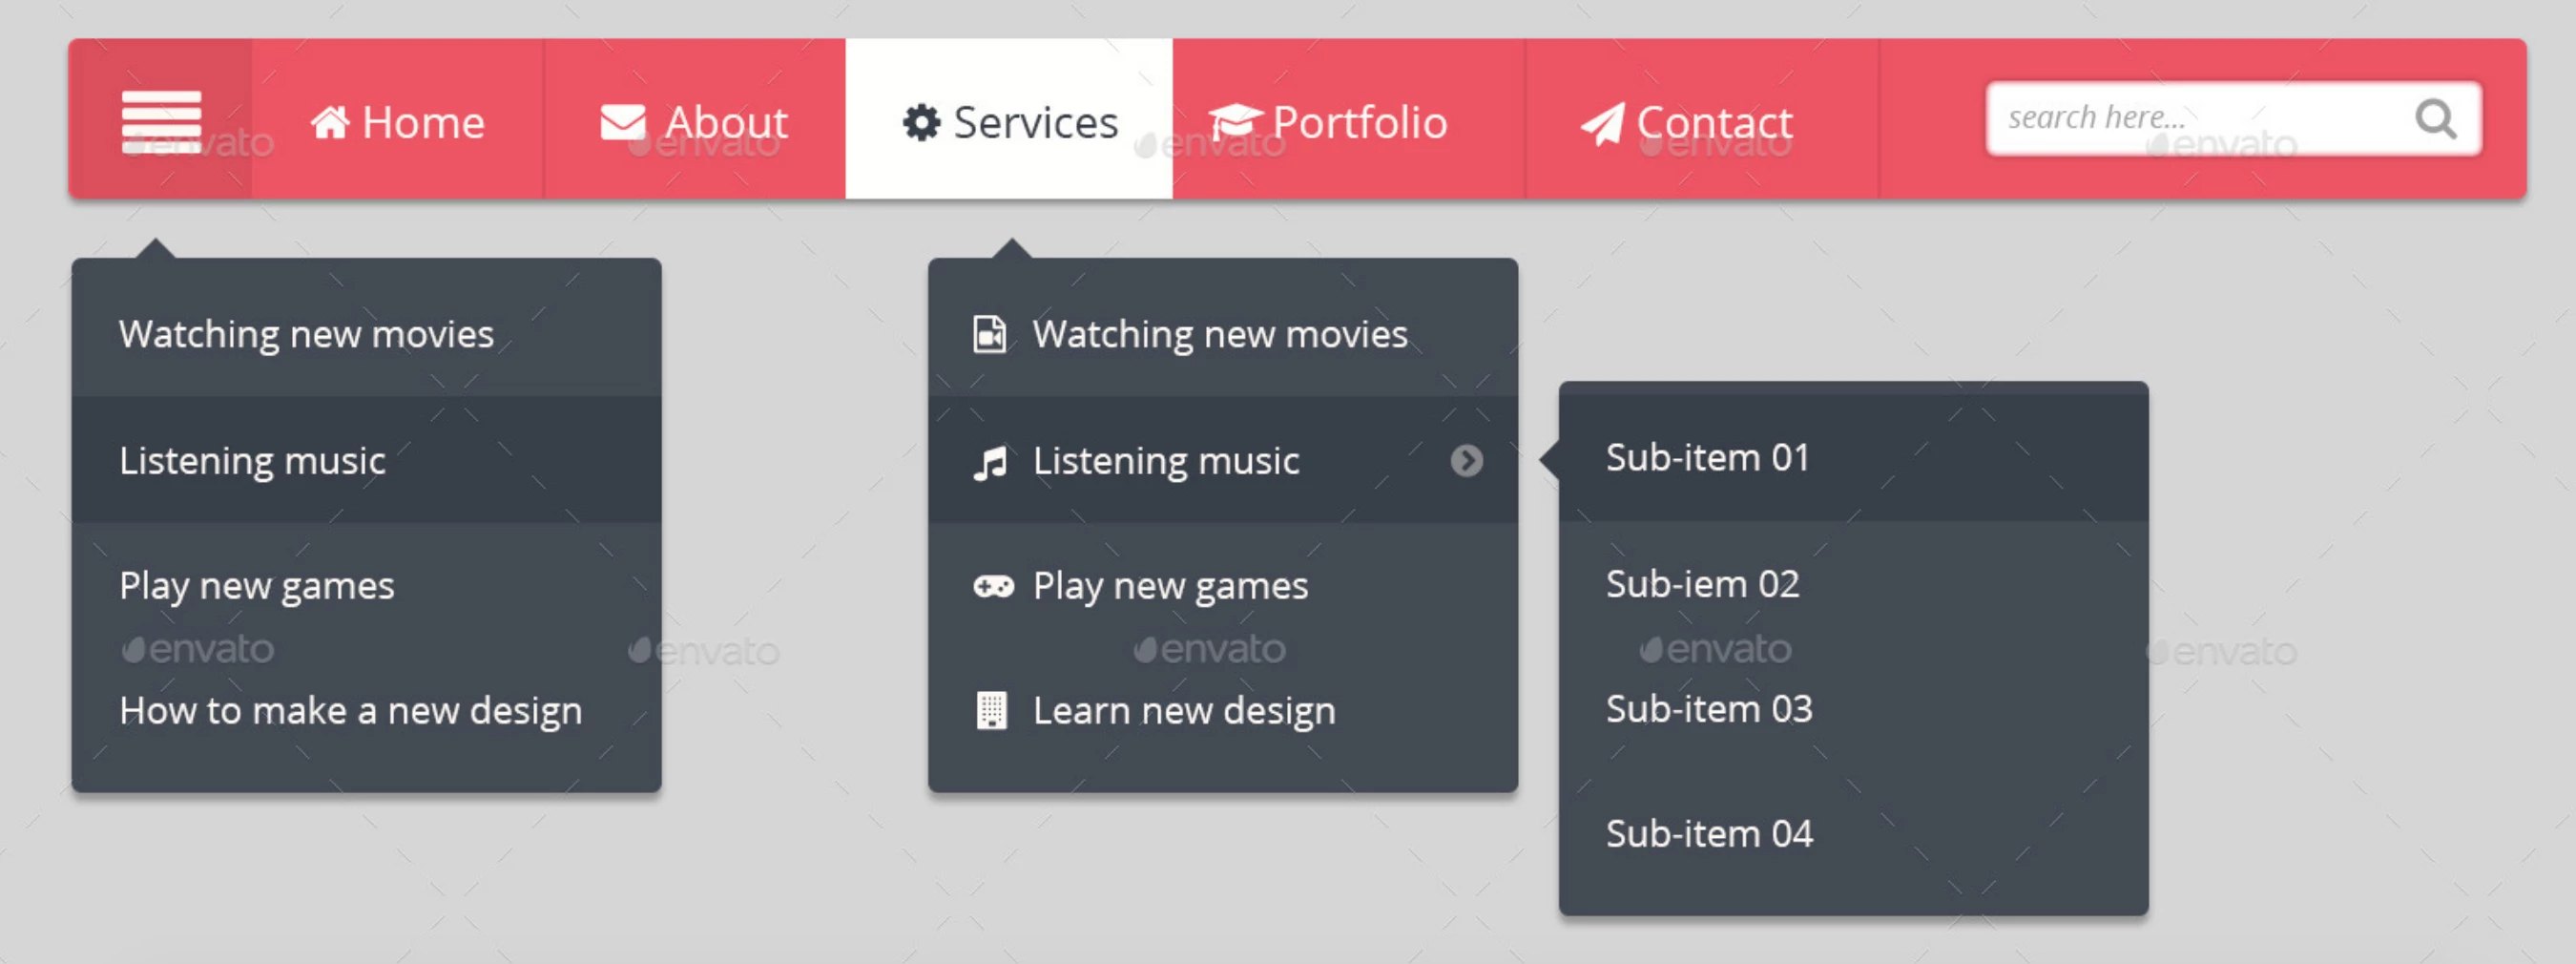 Home
About
Services
Portfolio
Contact
search here...
Watching new movies
Listening music
Play new games
How to make a new design
Watching new movies
Listening music
Play new games
Learn new design
Sub-item 01
Sub-iem 02
Sub-item 03
Sub-item 04
envato
envato
envato
envato
envato
envato
envato
envato
envato
envato